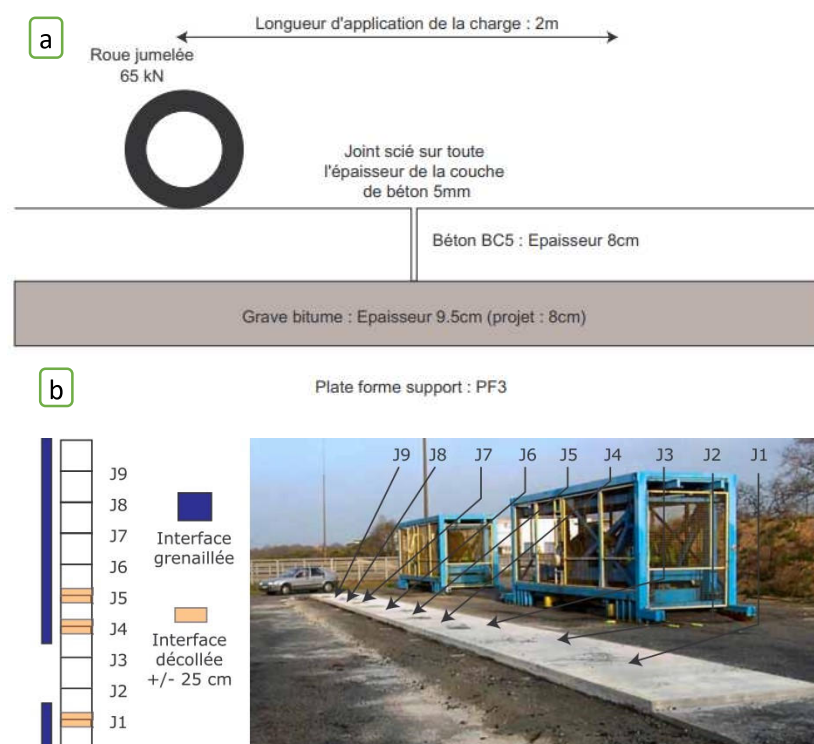 a
Longueur d'application de la charge : 2m
Roue jumelée
65 kN
Joint scié sur toute
l'épaisseur de la couche
de béton 5mm
Béton BC5 : Epaisseur 8cm
Grave bitume : Epaisseur 9.5cm (projet : 8cm)
b
Plate forme support : PF3
J9
J8
J7
J6
J5
J4
J3
J2
J1
Interface
grenaillée
Interface
décollée
+/- 25 cm
J9 J8 J7 J6 J5 J4 J3 J2 J1